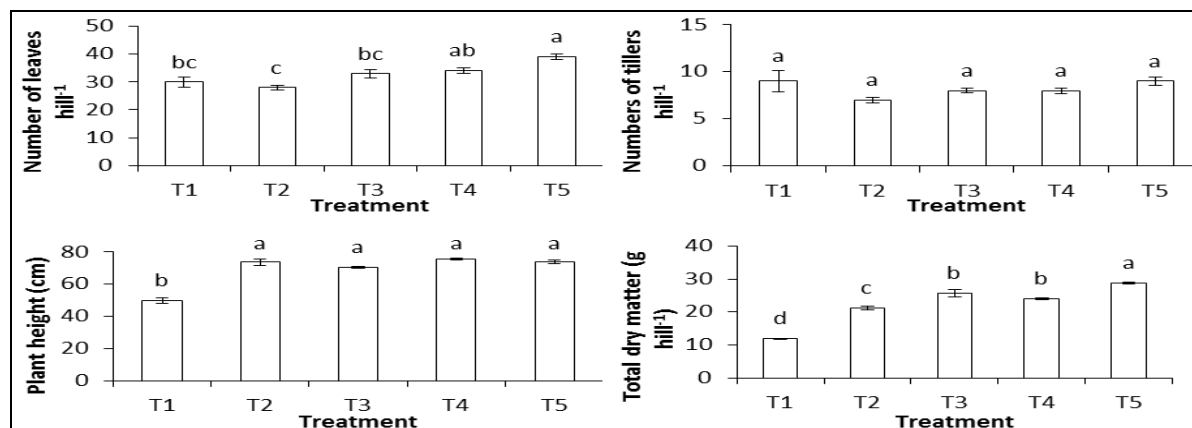 Number of leaves
hill-1
50
40
30
20
10
0
bc
c
bc
ab
a
T1 T2 T3 T4 T5
Treatment
Numbers of tillers
hill-1
15
10
5
0
a
a
a
a
a
T1 T2 T3 T4 T5
Treatment
Plant height (cm)
80
60
40
20
0
b
a
a
a
a
T1 T2 T3 T4 T5
Treatment
Total dry matter (g
hill-1)
40
30
20
10
0
d
c
b
b
a
T1 T2 T3 T4 T5
Treatment